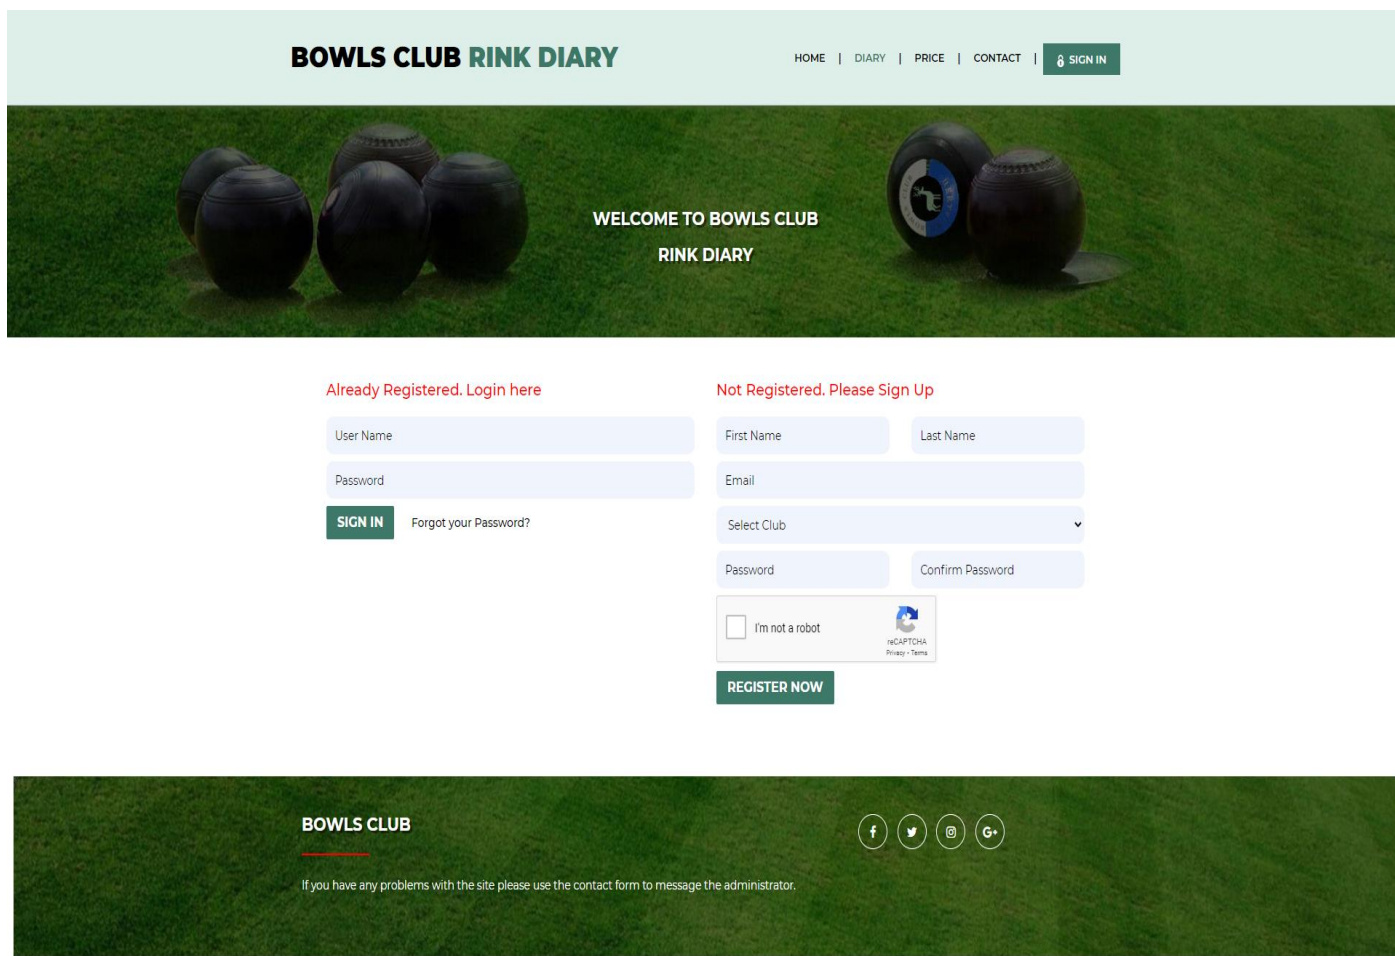 BOWLS CLUB RINK DIARY
HOME | DIARY | PRICE | CONTACT | SIGN IN
WELCOME TO BOWLS CLUB
RINK DIARY
Already Registered. Login here
User Name
Password
SIGN IN Forgot your Password?
Not Registered. Please Sign Up
First Name Last Name
Email
Select Club
Password Confirm Password
I'm not a robot
reCAPTCHA
Privacy - Terms
REGISTER NOW
BOWLS CLUB
If you have any problems with the site please use the contact form to message the administrator.